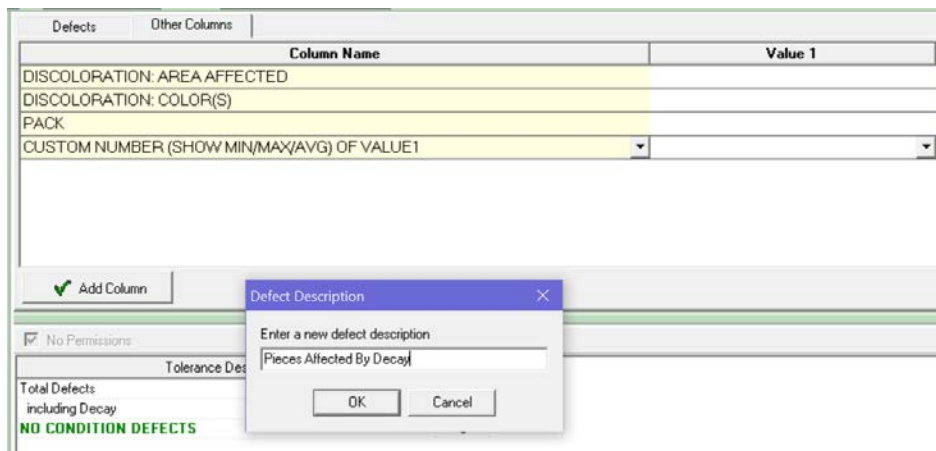 Defects Other Columns
Column Name Value 1
DISCOLORATION: AREA AFFECTED
DISCOLORATION: COLOR(S)
PACK
CUSTOM NUMBER (SHOW MIN/MAX/AVG) OF VALUE1
Add Column
Defect Description
Enter a new defect description
Pieces Affected By Decay
OK Cancel
No Permissions
Tolerance Des
Total Defects
including Decay
NO CONDITION DEFECTS